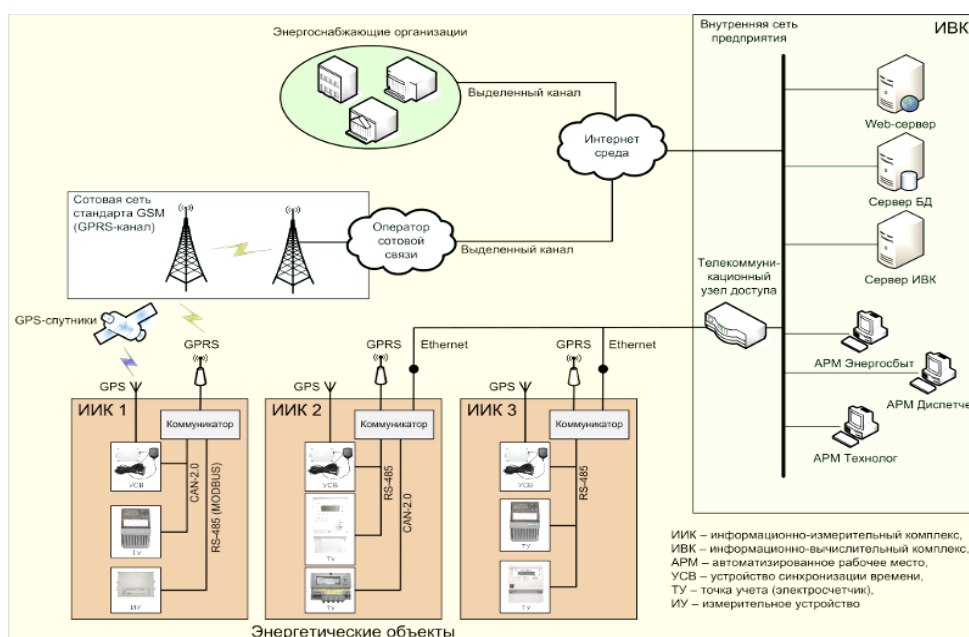 Энергоснабжающие организации
Выделенный канал
Интернет
среда
Сотовая сеть
стандарта GSM
(GPRS-канал)
Оператор
сотовой
связи
Выделенный канал
GPS-спутники
Внутренняя сеть
предприятия
ИВК
Web-сервер
Сервер БД
Сервер ИВК
Телекоммуни-
кационный
узел доступа
АРМ Энергосбыт
АРМ Диспетче
АРМ Технолог
GPRS
GPS
ИИК 1
Коммуникатор
УСВ
CAN-2.0
RS-485 (MODBUS)
ТУ
ИУ
GPRS
Ethernet
GPS
ИИК 2
Коммуникатор
УСВ
RS-485
CAN-2.0
ТУ
ТУ
GPRS
Ethernet
GPS
ИИК 3
Коммуникатор
УСВ
RS-485
ТУ
ТУ
Энергетические объекты
ИИК – информационно-измерительный комплекс,
ИВК – информационно-вычислительный комплекс,
АРМ – автоматизированное рабочее место,
УСВ – устройство синхронизации времени,
ТУ – точка учета (электросчетчик),
ИУ – измерительное устройство